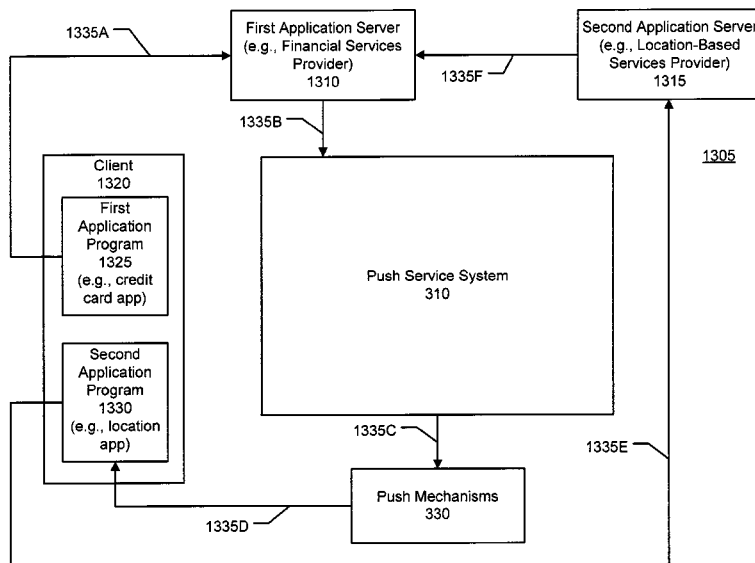 1335A
First Application Server
(e.g., Financial Services
Provider)
1310
Second Application Server
(e.g., Location-Based
Services Provider)
1315
1335F
1335B
1305
Client
1320
First
Application
Program
1325
(e.g., credit
card app)
Push Service System
310
Second
Application
Program
1330
(e.g., location
app)
1335C
1335E
Push Mechanisms
330
1335D